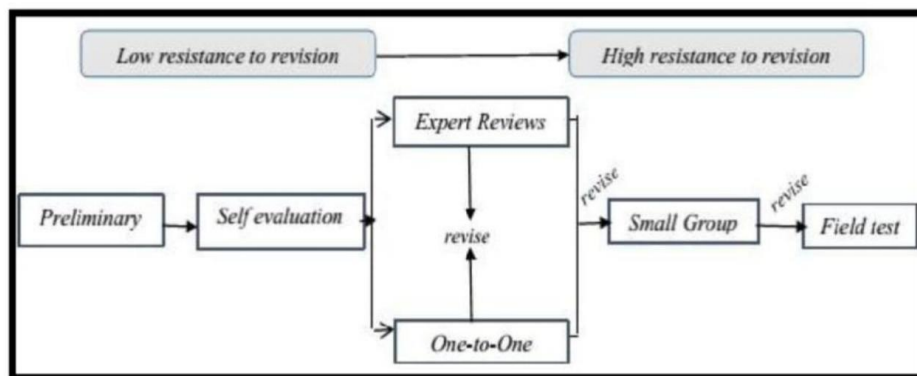 Low resistance to revision
High resistance to revision
Expert Reviews
Preliminary
Self evaluation
revise
revise
Small Group
revise
Field test
One-to-One